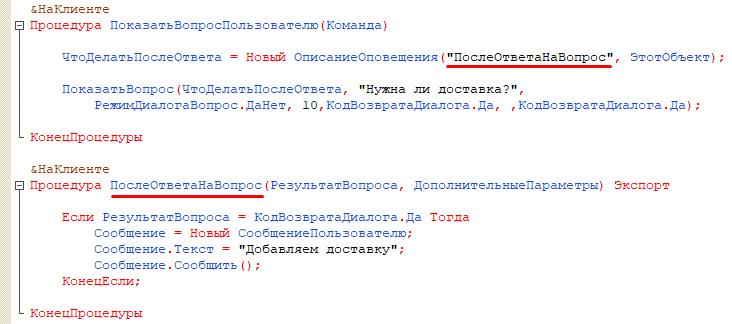 &НаКлиенте
Процедура ПоказатьВопросПользователю(Команда)
ЧтоДелатьПослеОтвета = Новый ОписаниеОповещения("ПослеОтветаНаВопрос", ЭтотОбъект);
ПоказатьВопрос(ЧтоДелатьПослеОтвета, "Нужна ли доставка?",
РежимДиалогаВопрос.ДаНет, 10,КодВозвратаДиалога.Да, ,КодВозвратаДиалога.Да);
КонецПроцедуры
&НаКлиенте
Процедура ПослеОтветаНаВопрос(РезультатВопроса, ДополнительныеПараметры) Экспорт
Если РезультатВопроса = КодВозвратаДиалога.Да Тогда
Сообщение = Новый СообщениеПользователю;
Сообщение.Текст = "Добавляем доставку";
Сообщение.Сообщить();
КонецЕсли;
КонецПроцедуры